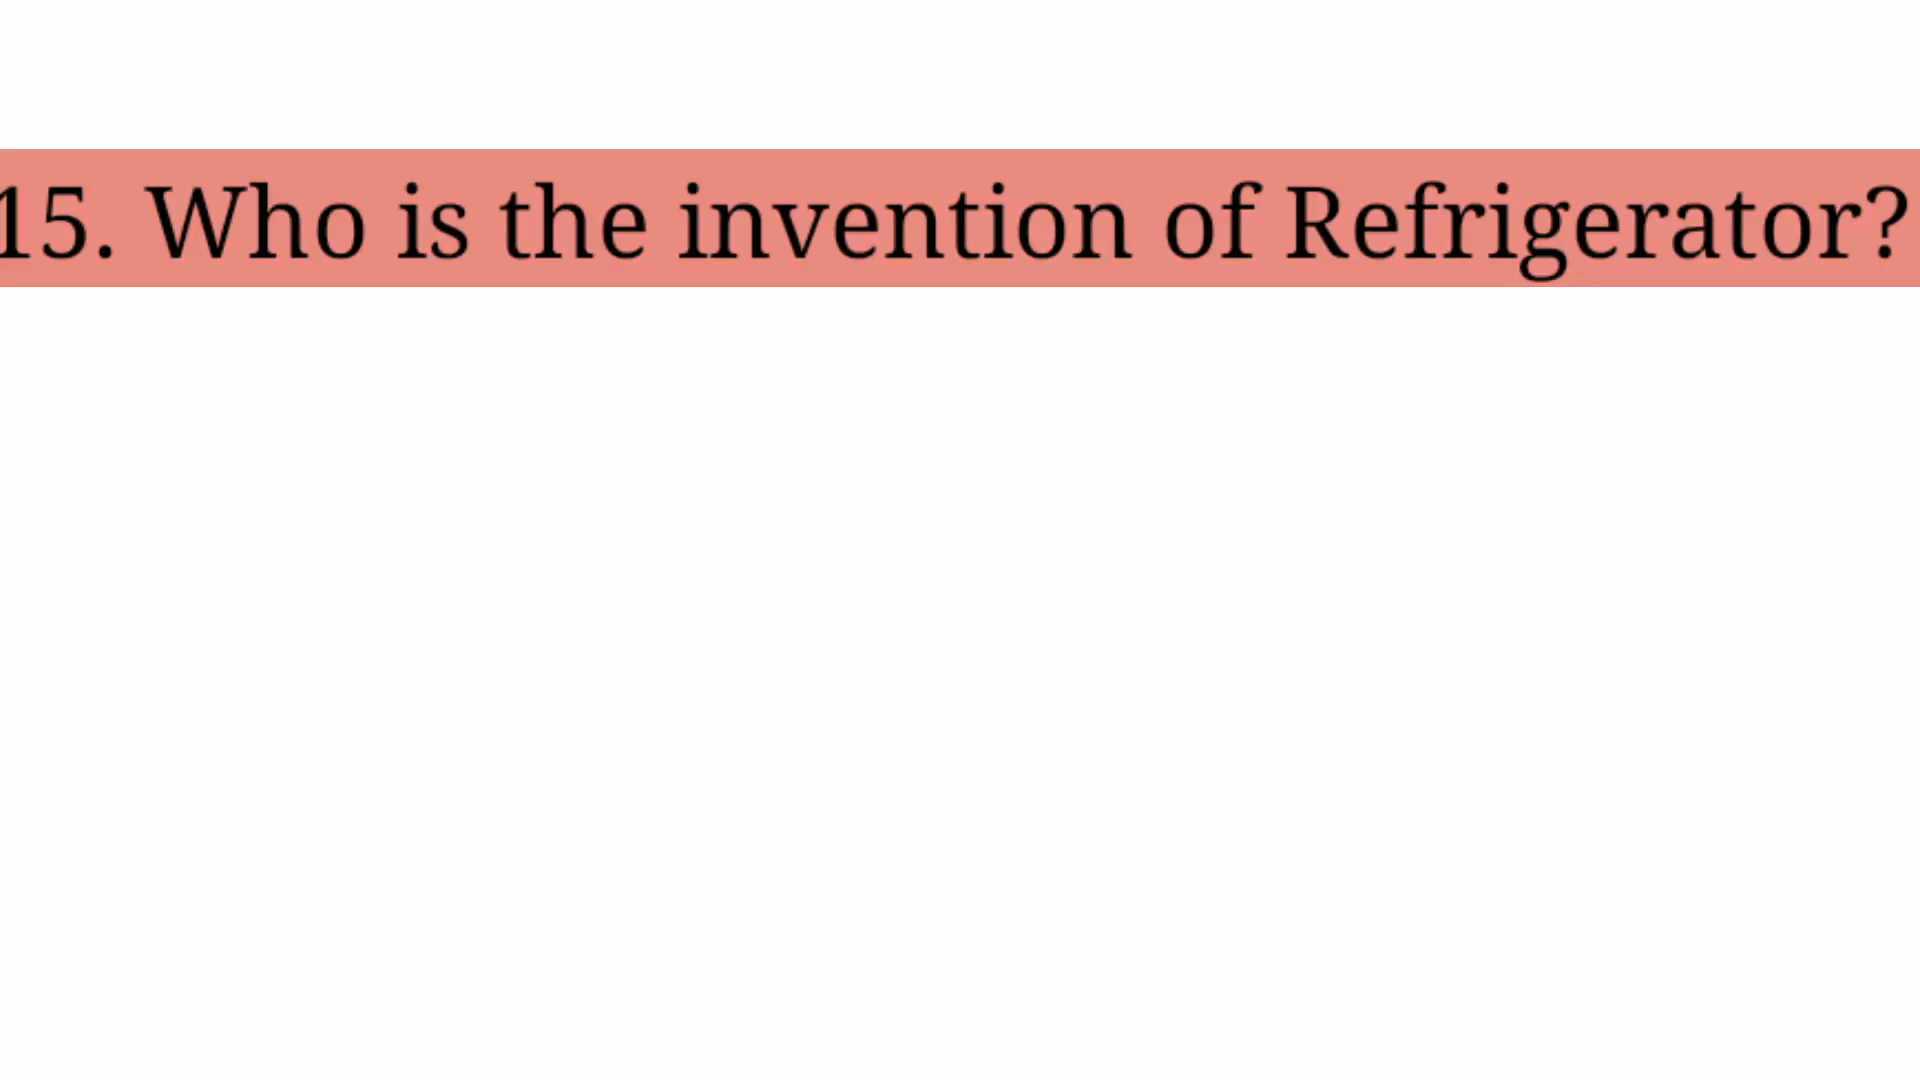 15. Who is the invention of Refrigerator?